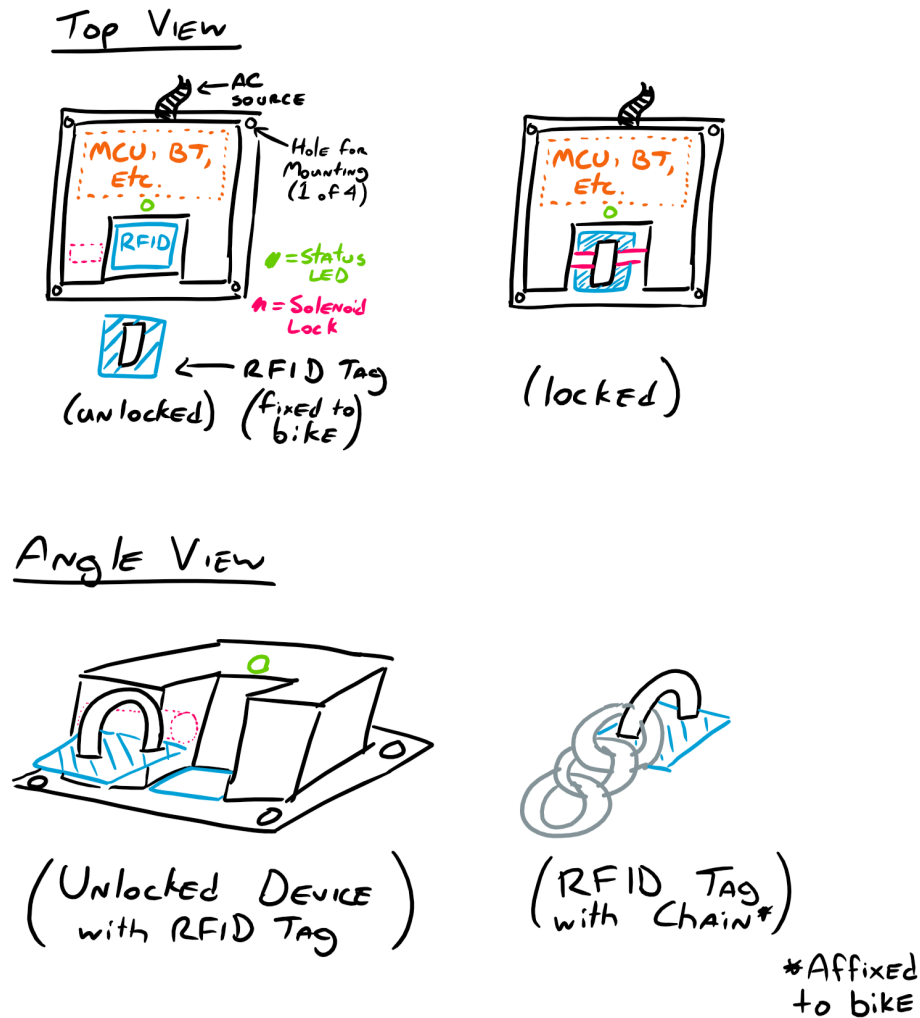 Top View
AC
Source
Hole for
Mounting
(1 of 4)
MCU, BT,
Etc.
RFID
= Status
LED
= Solenoid
Lock
RFID Tag
(fixed to
bike)
(unlocked)
MCU, BT,
Etc.
(locked)
Angle View
(Unlocked Device
with RFID Tag)
(RFID Tag
with Chain*)
*Affixed
to bike